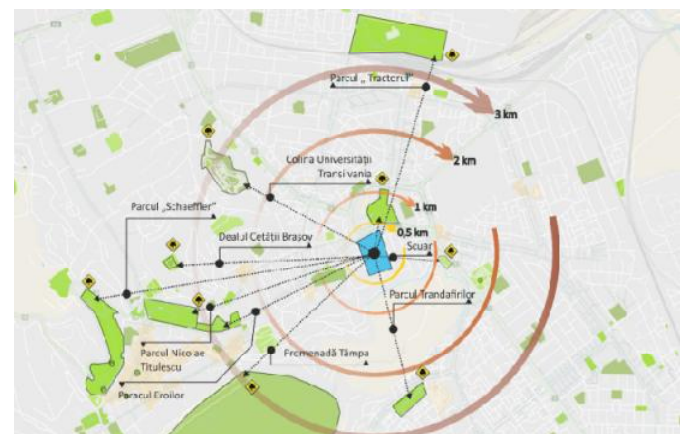 Parcul „ Tractorul"
3 km
2 km
Colina Universității
Transilvania
1 km
Parcul „Schaeffler"
Dealul Cetății Brașov
0,5 km
Scuar
Parcul Trandafirilor
Parcul Nicolae
Titulescu
Promenadă Tâmpa
Paracul Eroilor